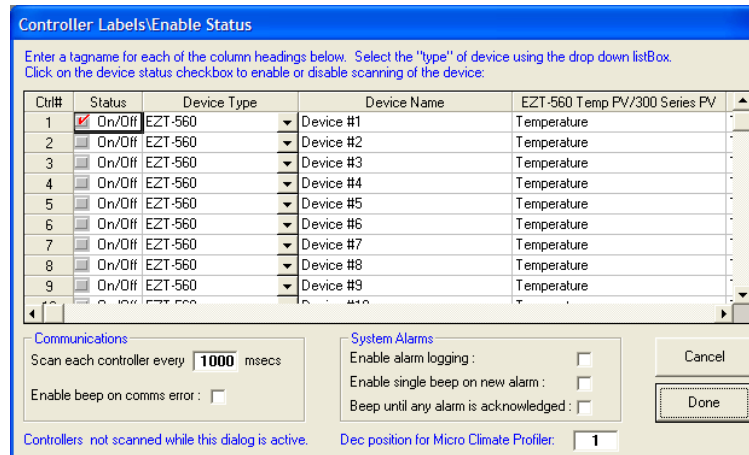 Controller Labels\Enable Status
Enter a tagname for each of the column headings below. Select the "type" of device using the drop down listBox.
Click on the device status checkbox to enable or disable scanning of the device:
Ctrl# Status Device Type Device Name EZT-560 Temp PV/300 Series PV
1 On/Off EZT-560 Device #1 Temperature
2 On/Off EZT-560 Device #2 Temperature
3 On/Off EZT-560 Device #3 Temperature
4 On/Off EZT-560 Device #4 Temperature
5 On/Off EZT-560 Device #5 Temperature
6 On/Off EZT-560 Device #6 Temperature
7 On/Off EZT-560 Device #7 Temperature
8 On/Off EZT-560 Device #8 Temperature
9 On/Off EZT-560 Device #9 Temperature
Communications
Scan each controller every 1000 msecs
Enable beep on comms error :
System Alarms
Enable alarm logging :
Enable single beep on new alarm :
Beep until any alarm is acknowledged :
Cancel
Done
Controllers not scanned while this dialog is active.
Dec position for Micro Climate Profiler: 1